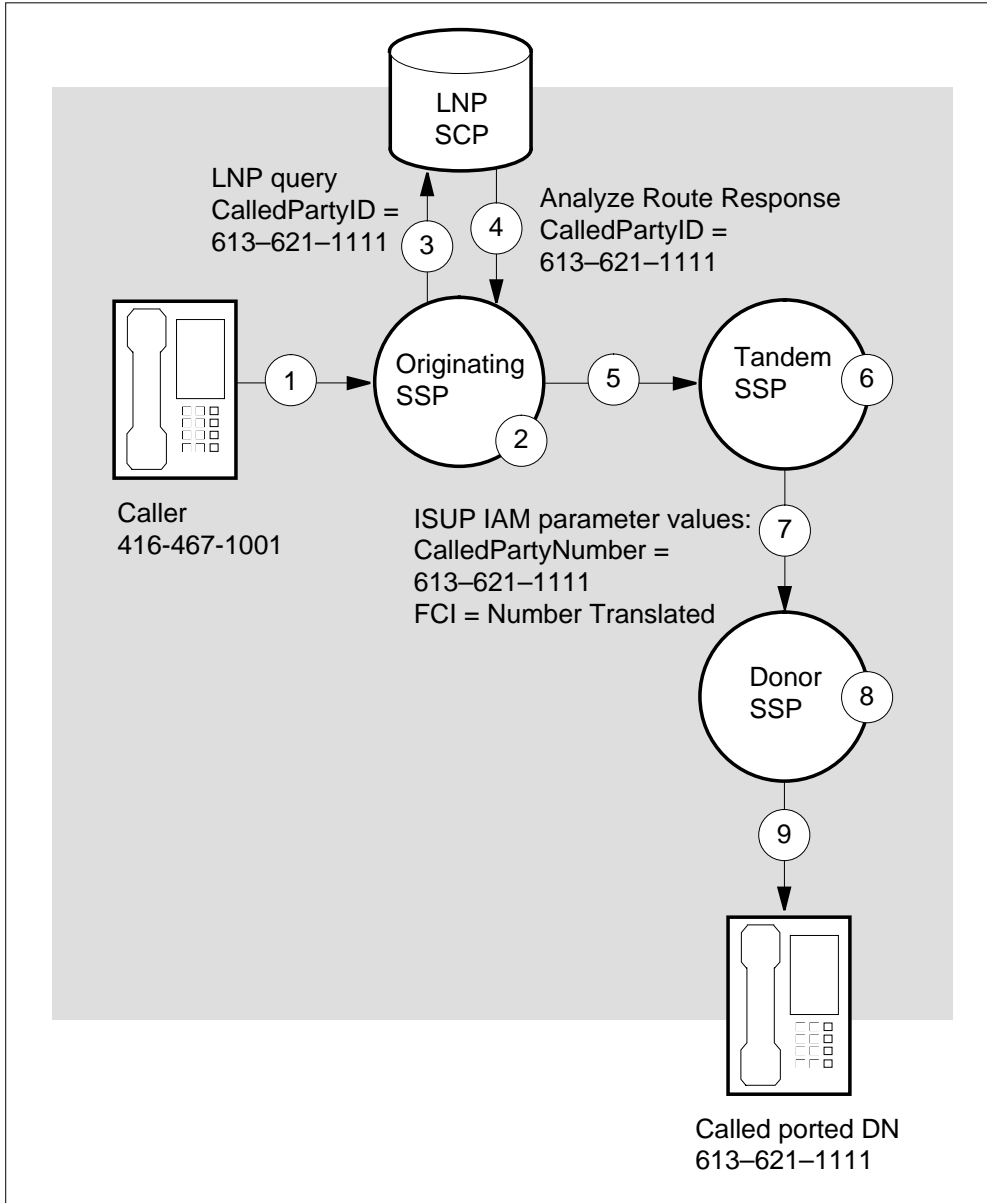 LNP
SCP
LNP query
CalledPartyID =
613–621–1111
3
4
Analyze Route Response
CalledPartyID =
613–621–1111
1
Originating
SSP
2
5
Tandem
SSP
6
Caller
416-467-1001
ISUP IAM parameter values:
CalledPartyNumber =
613–621–1111
FCI = Number Translated
7
Donor
SSP
8
9
Called ported DN
613–621–1111